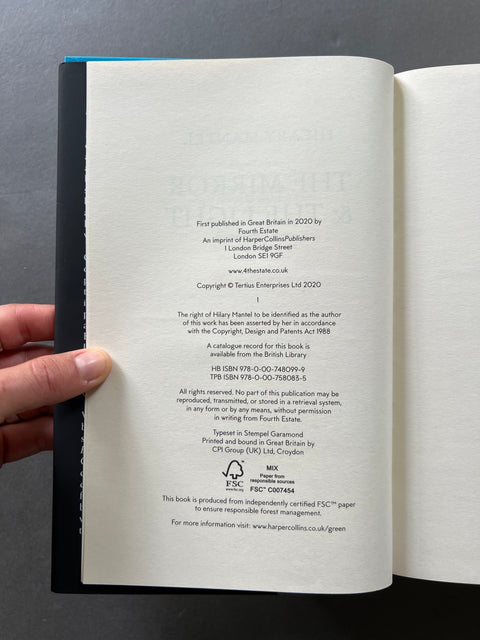 First published in Great Britain in 2020 by
Fourth Estate
An imprint of HarperCollinsPublishers
1 London Bridge Street
London SE1 9GF
www.4thestate.co.uk
Copyright © Tertius Enterprises Ltd 2020
1
The right of Hilary Mantel to be identified as the author
of this work has been asserted by her in accordance
with the Copyright, Design and Patents Act 1988
A catalogue record for this book is
available from the British Library
HB ISBN 978-0-00-748099-9
TPB ISBN 978-0-00-758083-5
All rights reserved. No part of this publication may be
reproduced, transmitted, or stored in a retrieval system,
in any form or by any means, without permission
in writing from Fourth Estate.
Typeset in Stempel Garamond
Printed and bound in Great Britain by
CPI Group (UK) Ltd, Croydon
FSC
www.fsc.org
MIX
Paper from
responsible sources
FSC™ C007454
This book is produced from independently certified FSC™ paper
to ensure responsible forest management.
For more information visit: www.harpercollins.co.uk/green